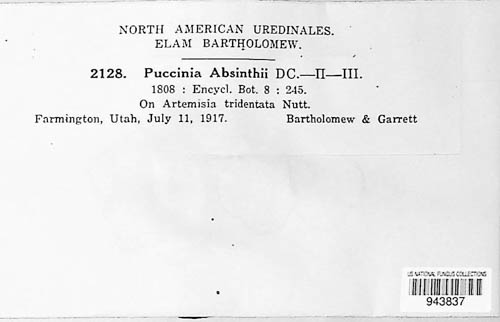 NORTH AMERICAN UREDINALES.
ELAM BARTHOLOMEW.
2128. Puccinia Absinthii DC.—II—III.
1808 : Encycl. Bot. 8 : 245.
On Artemisia tridentata Nutt.
Farmington, Utah, July 11, 1917. Bartholomew & Garrett
US NATIONAL FUNGUS COLLECTIONS
943837